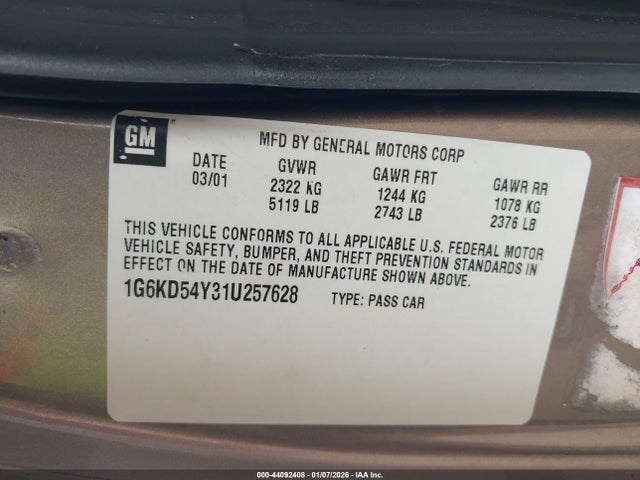 GM
MFD BY GENERAL MOTORS CORP
DATE GVWR GAWR FRT GAWR RR
03/01 2322 KG 1244 KG 1078 KG
5119 LB 2743 LB 2376 LB
THIS VEHICLE CONFORMS TO ALL APPLICABLE U.S. FEDERAL MOTOR
VEHICLE SAFETY, BUMPER, AND THEFT PREVENTION STANDARDS IN
EFFECT ON THE DATE OF MANUFACTURE SHOWN ABOVE.
1G6KD54Y31U257628 TYPE: PASS CAR
000-44092408 - 01/07/2026 - IAA Inc.